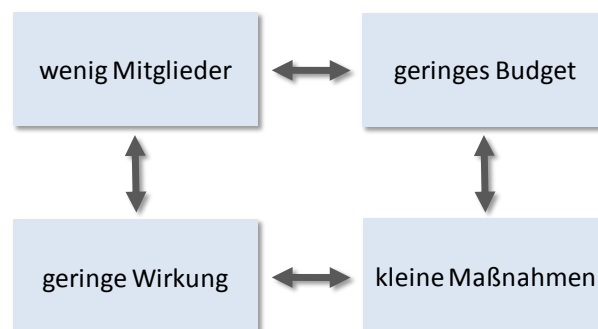 wenig Mitglieder
geringes Budget
geringe Wirkung
kleine Maßnahmen